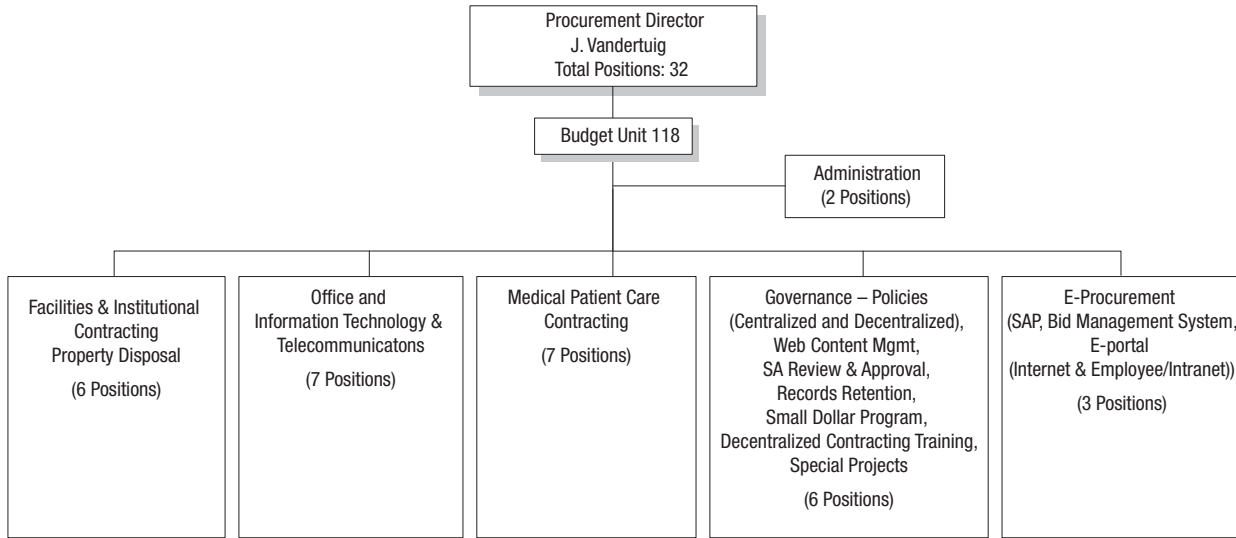 Procurement Director
J. Vandertuig
Total Positions: 32
Budget Unit 118
Administration
(2 Positions)
Facilities & Institutional
Contracting
Property Disposal
(6 Positions)
Office and
Information Technology &
Telecommunicatons
(7 Positions)
Medical Patient Care
Contracting
(7 Positions)
Governance – Policies
(Centralized and Decentralized),
Web Content Mgmt,
SA Review & Approval,
Records Retention,
Small Dollar Program,
Decentralized Contracting Training,
Special Projects
(6 Positions)
E-Procurement
(SAP, Bid Management System,
E-portal
(Internet & Employee/Intranet))
(3 Positions)